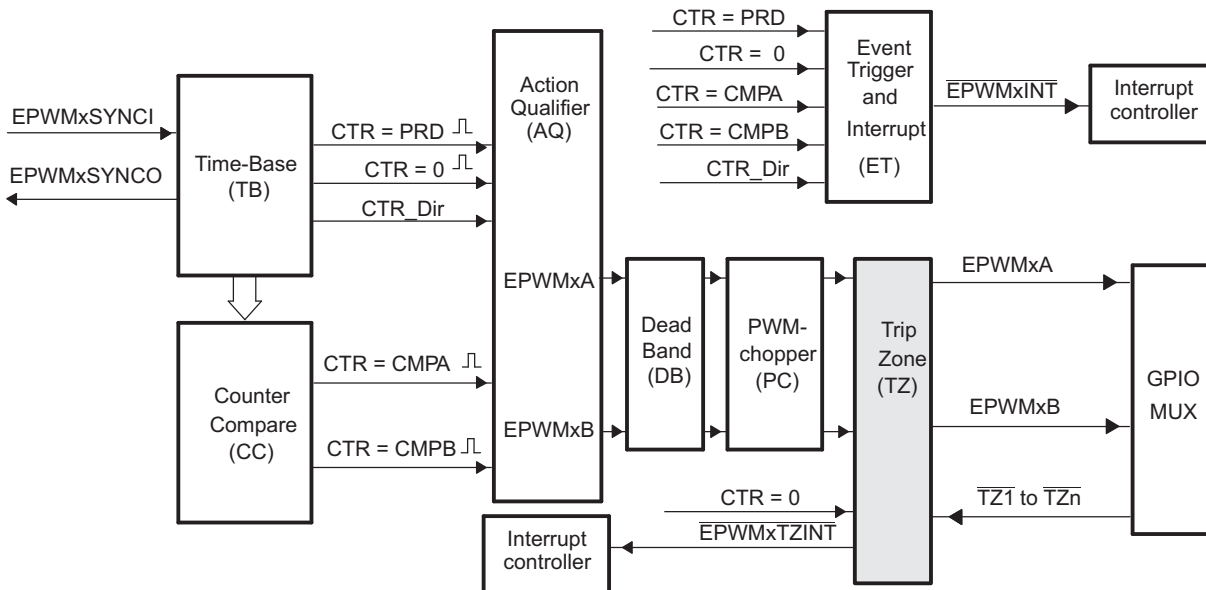 EPWMxSYNCI
EPWMxSYNCO
Time-Base
(TB)
CTR = PRD
CTR = 0
CTR_Dir
Counter
Compare
(CC)
CTR = CMPA
CTR = CMPB
Action
Qualifier
(AQ)
EPWMxA
EPWMxB
CTR = PRD
CTR = 0
CTR = CMPA
CTR = CMPB
CTR_Dir
Event
Trigger
and
Interrupt
(ET)
EPWMxINT
Interrupt
controller
Dead
Band
(DB)
PWM-
chopper
(PC)
Trip
Zone
(TZ)
EPWMxA
EPWMxB
TZ1 to TZn
GPIO
MUX
CTR = 0
EPWMxTZINT
Interrupt
controller